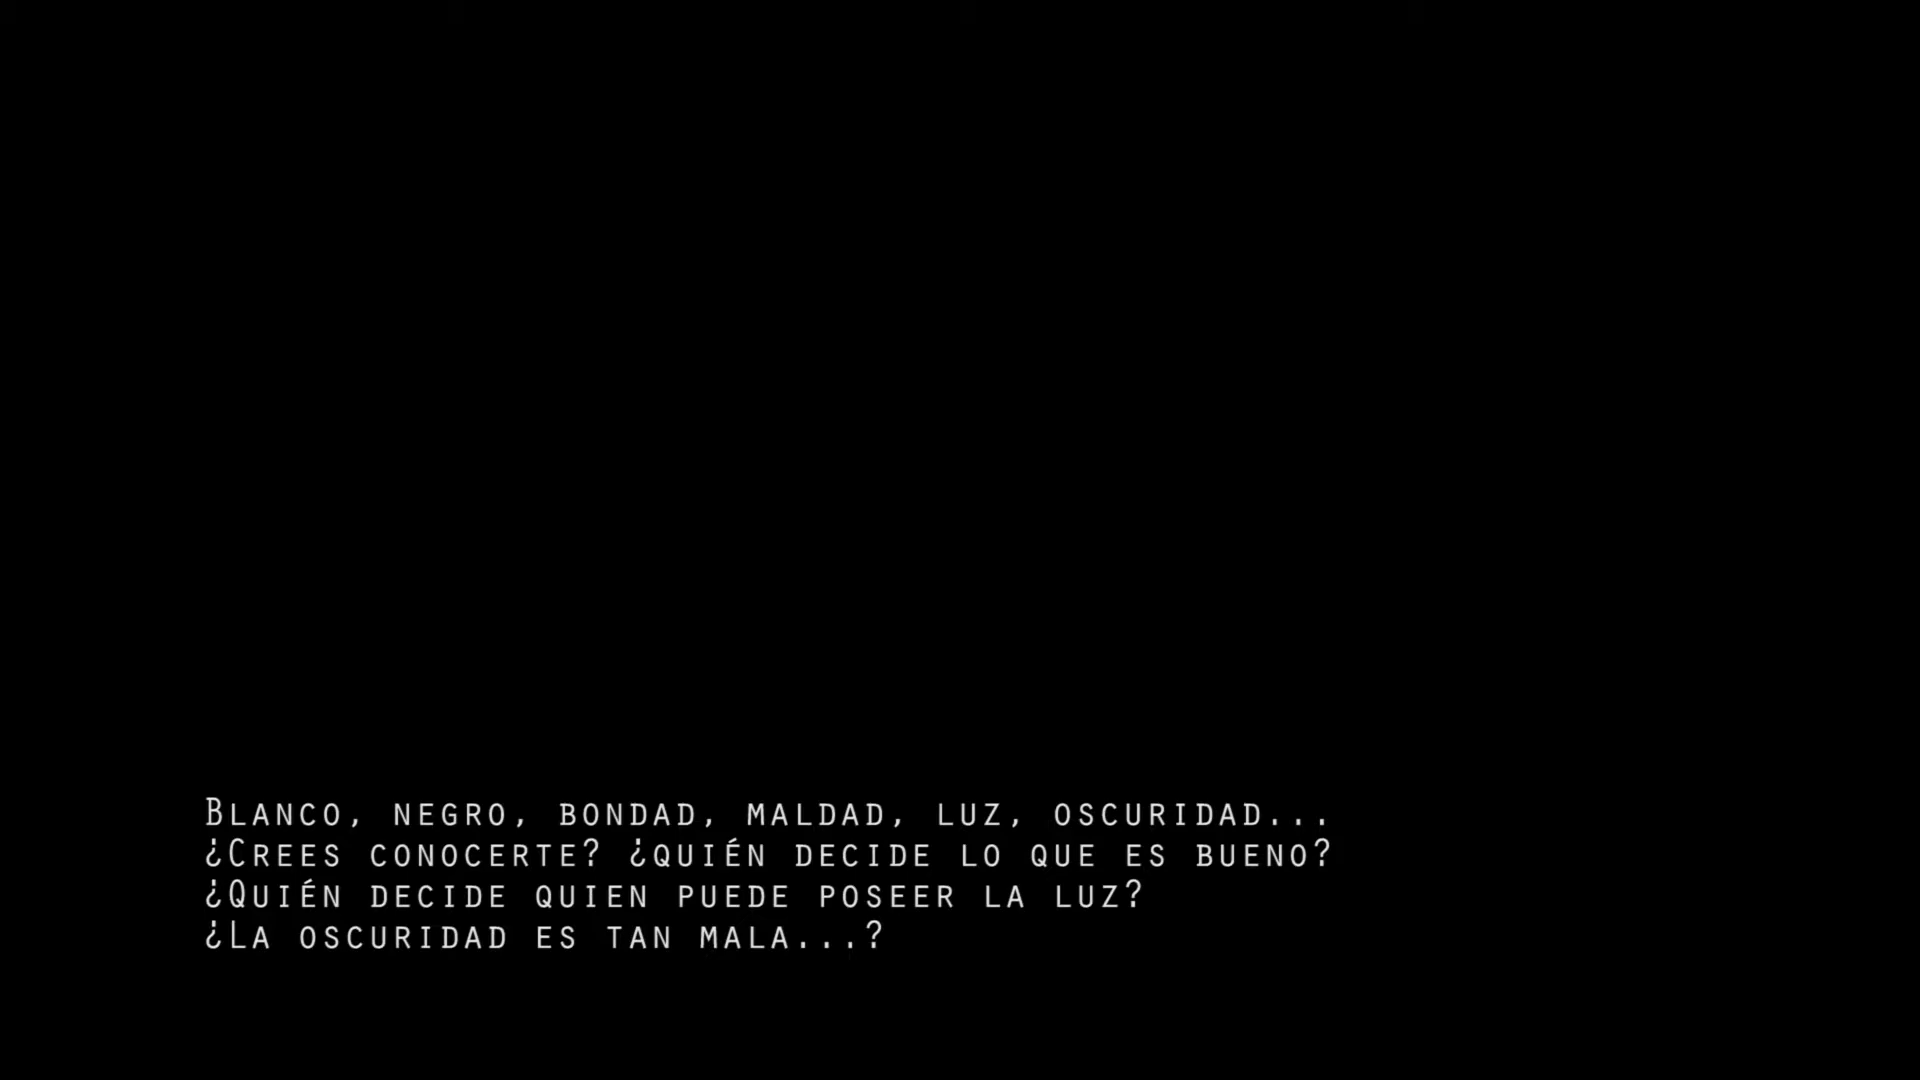 Blanco, negro, bondad, maldad, luz, oscuridad...
¿Crees conocerte? ¿quién decide lo que es bueno?
¿Quién decide quien puede poseer la luz?
¿La oscuridad es tan mala...?